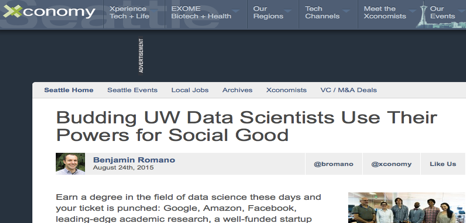 Xconomy
Seattle
Xperience
Tech + Life
EXOME
Biotech + Health
Our
Regions
Tech
Channels
Meet the
Xconomists
Our
Events
ADVERTISEMENT
Seattle Home Seattle Events Local Jobs Archives Xconomists VC / M&A Deals
Budding UW Data Scientists Use Their
Powers for Social Good
Benjamin Romano
August 24th, 2015
@bromano @xconomy Like Us
Earn a degree in the field of data science these days and
your ticket is punched: Google, Amazon, Facebook,
leading-edge academic research, a well-funded startup